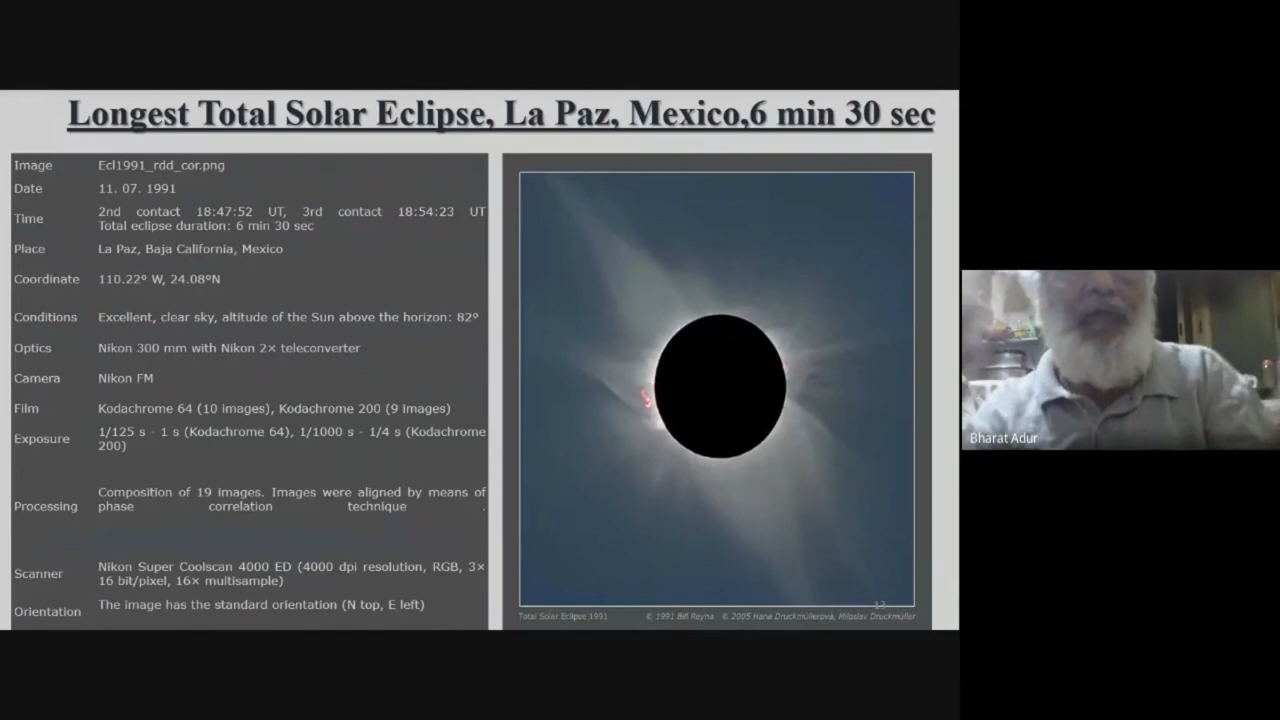 Longest Total Solar Eclipse, La Paz, Mexico,6 min 30 sec
Image Ecl1991_rdd_cor.png
Date 11. 07. 1991
Time 2nd contact 18:47:52 UT, 3rd contact 18:54:23 UT
Total eclipse duration: 6 min 30 sec
Place La Paz, Baja California, Mexico
Coordinate 110.22º W, 24.08ºN
Conditions Excellent, clear sky, altitude of the Sun above the horizon: 82º
Optics Nikon 300 mm with Nikon 2× teleconverter
Camera Nikon FM
Film Kodachrome 64 (10 images), Kodachrome 200 (9 images)
Exposure 1/125 s - 1 s (Kodachrome 64), 1/1000 s - 1/4 s (Kodachrome
200)
Processing Composition of 19 images. Images were aligned by means of
phase correlation technique .
Scanner Nikon Super Coolscan 4000 ED (4000 dpi resolution, RGB, 3×
16 bit/pixel, 16× multisample)
Orientation The image has the standard orientation (N top, E left)
13
Total Solar Eclipse 1991 © 1991 Bill Reyna © 2005 Hana Druckmüllerová, Miloslav Druckmüller
Bharat Adur